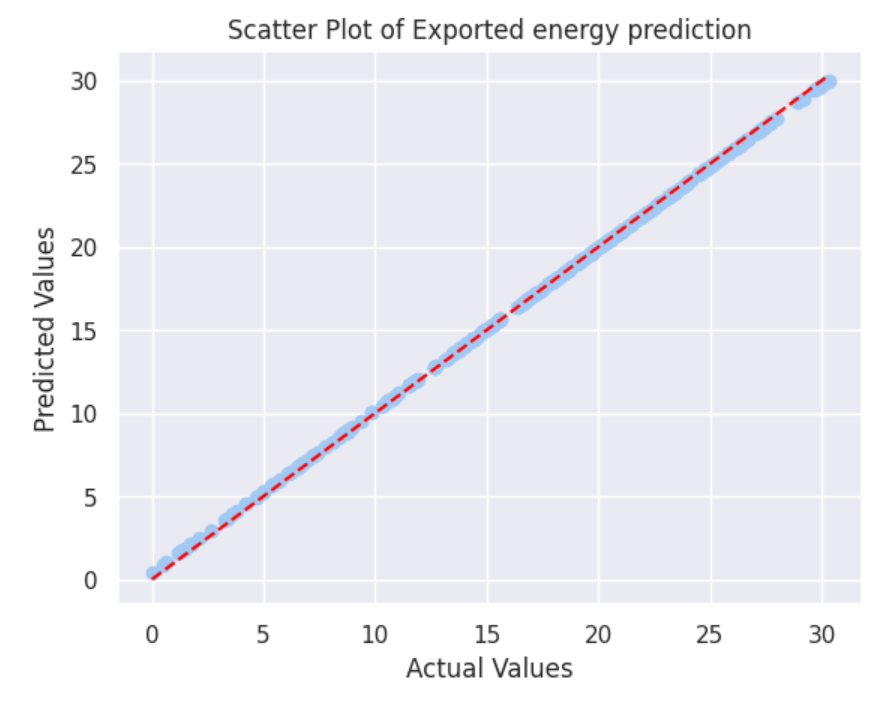 Scatter Plot of Exported energy prediction
30
25
20
15
10
5
0
Predicted Values
0 5 10 15 20 25 30
Actual Values